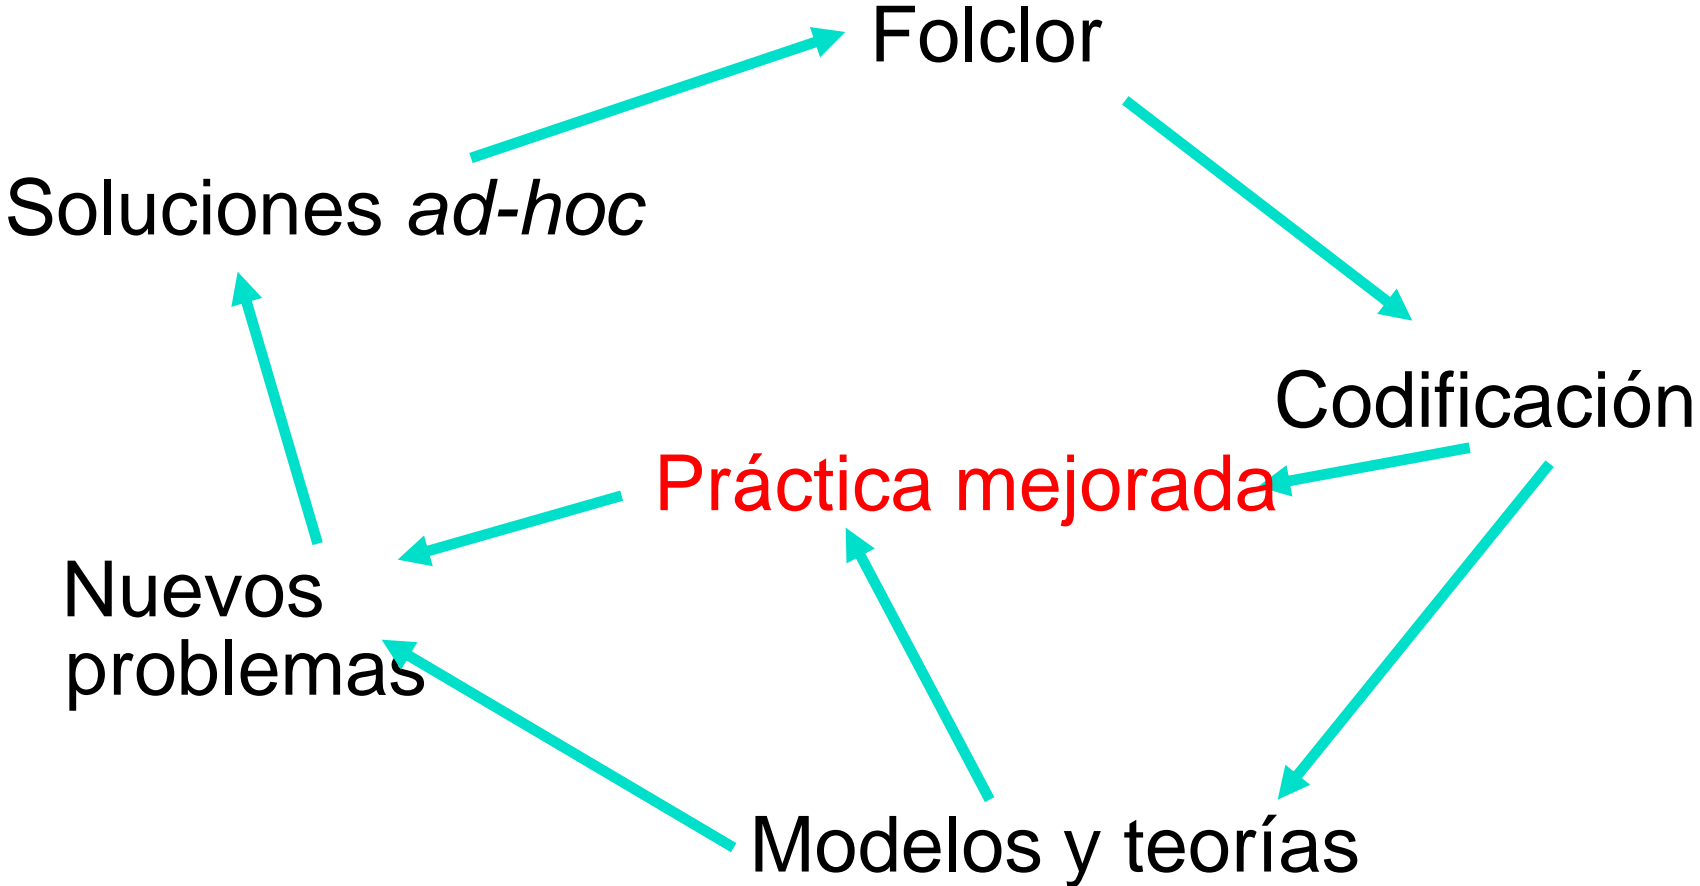 Folclor
Soluciones ad-hoc
Codificación
Práctica mejorada
Nuevos
problemas
Modelos y teorías